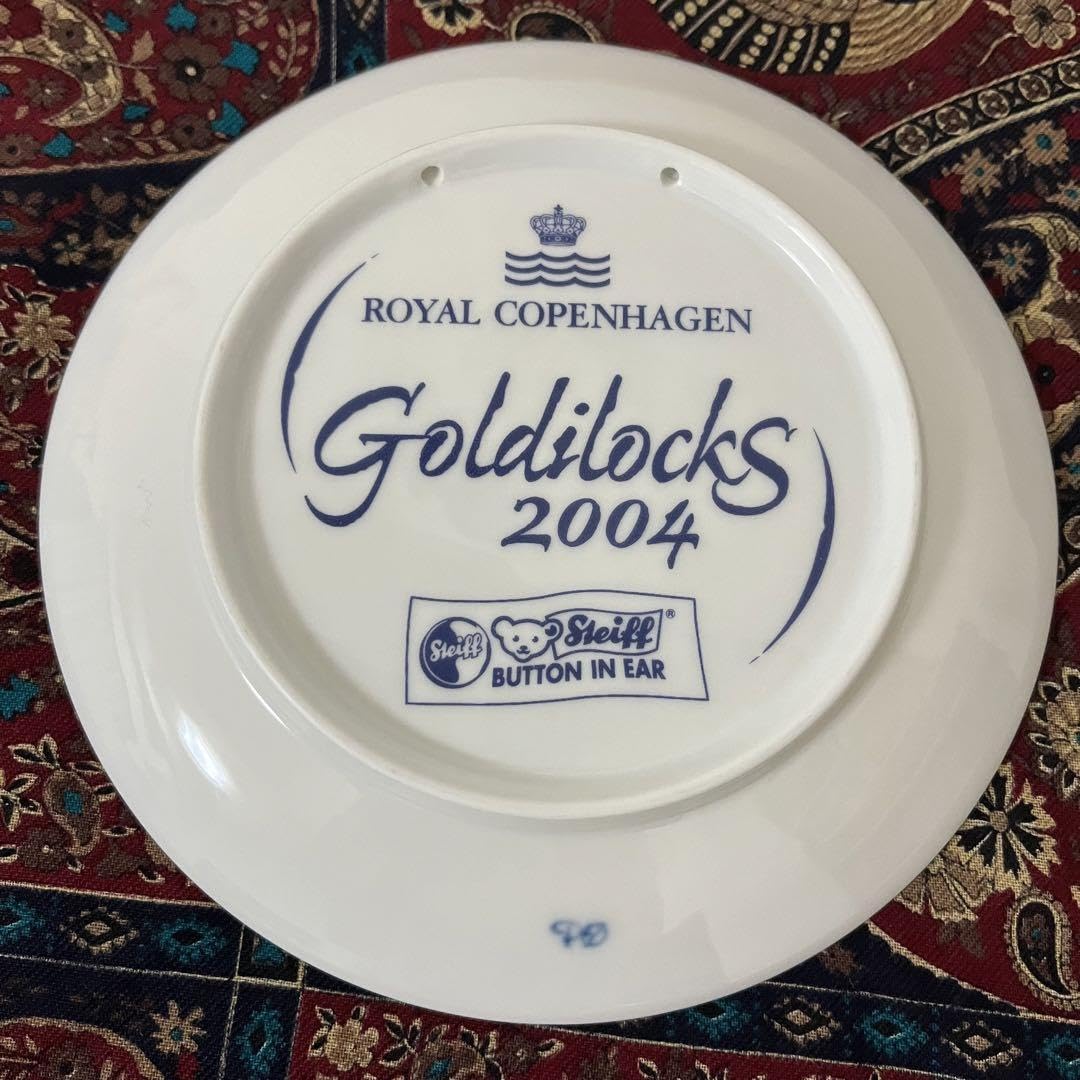 ROYAL COPENHAGEN
Goldilocks
2004
Steiff
Steiff®
BUTTON IN EAR